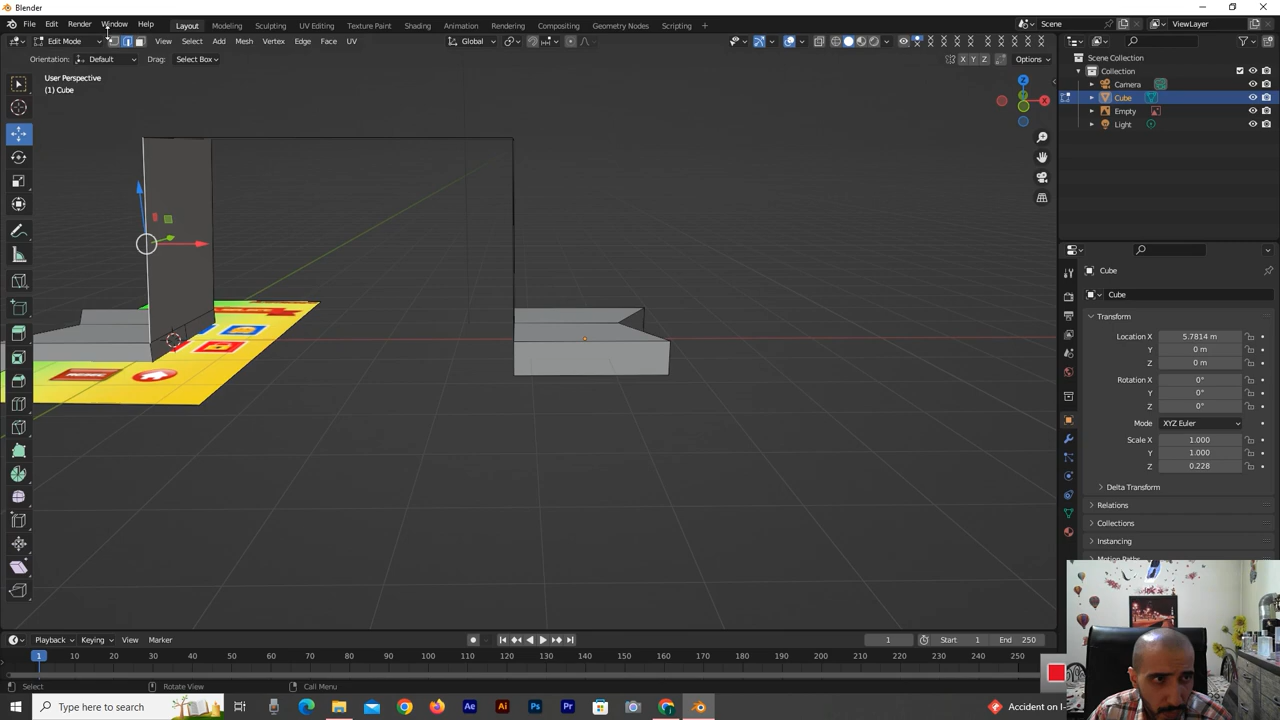 Blender
File Edit Render Window Help Layout Modeling Sculpting UV Editing Texture Paint Shading Animation Rendering Compositing Geometry Nodes Scripting + Scene ViewLayer
Edit Mode View Select Add Mesh Vertex Edge Face UV Global
Orientation: Default Drag: Select Box X Y Z Options
User Perspective
(1) Cube
Z
X
Scene Collection
Collection
Camera
Cube
Empty
Light
Cube
Cube
Transform
Location X 5.7814 m
Y 0 m
Z 0 m
Rotation X 0°
Y 0°
Z 0°
Mode XYZ Euler
Scale X 1.000
Y 1.000
Z 0.228
Delta Transform
Relations
Collections
Instancing
Motion Paths
Playback Keying View Marker 1 Start 1 End 250
1 10 20 30 40 50 60 70 80 90 100 110 120 130 140 150 160 170 180 190 200 210 220 230 240 250
Select Rotate View Call Menu
Type here to search Ae Ai Ps Pr Accident on I